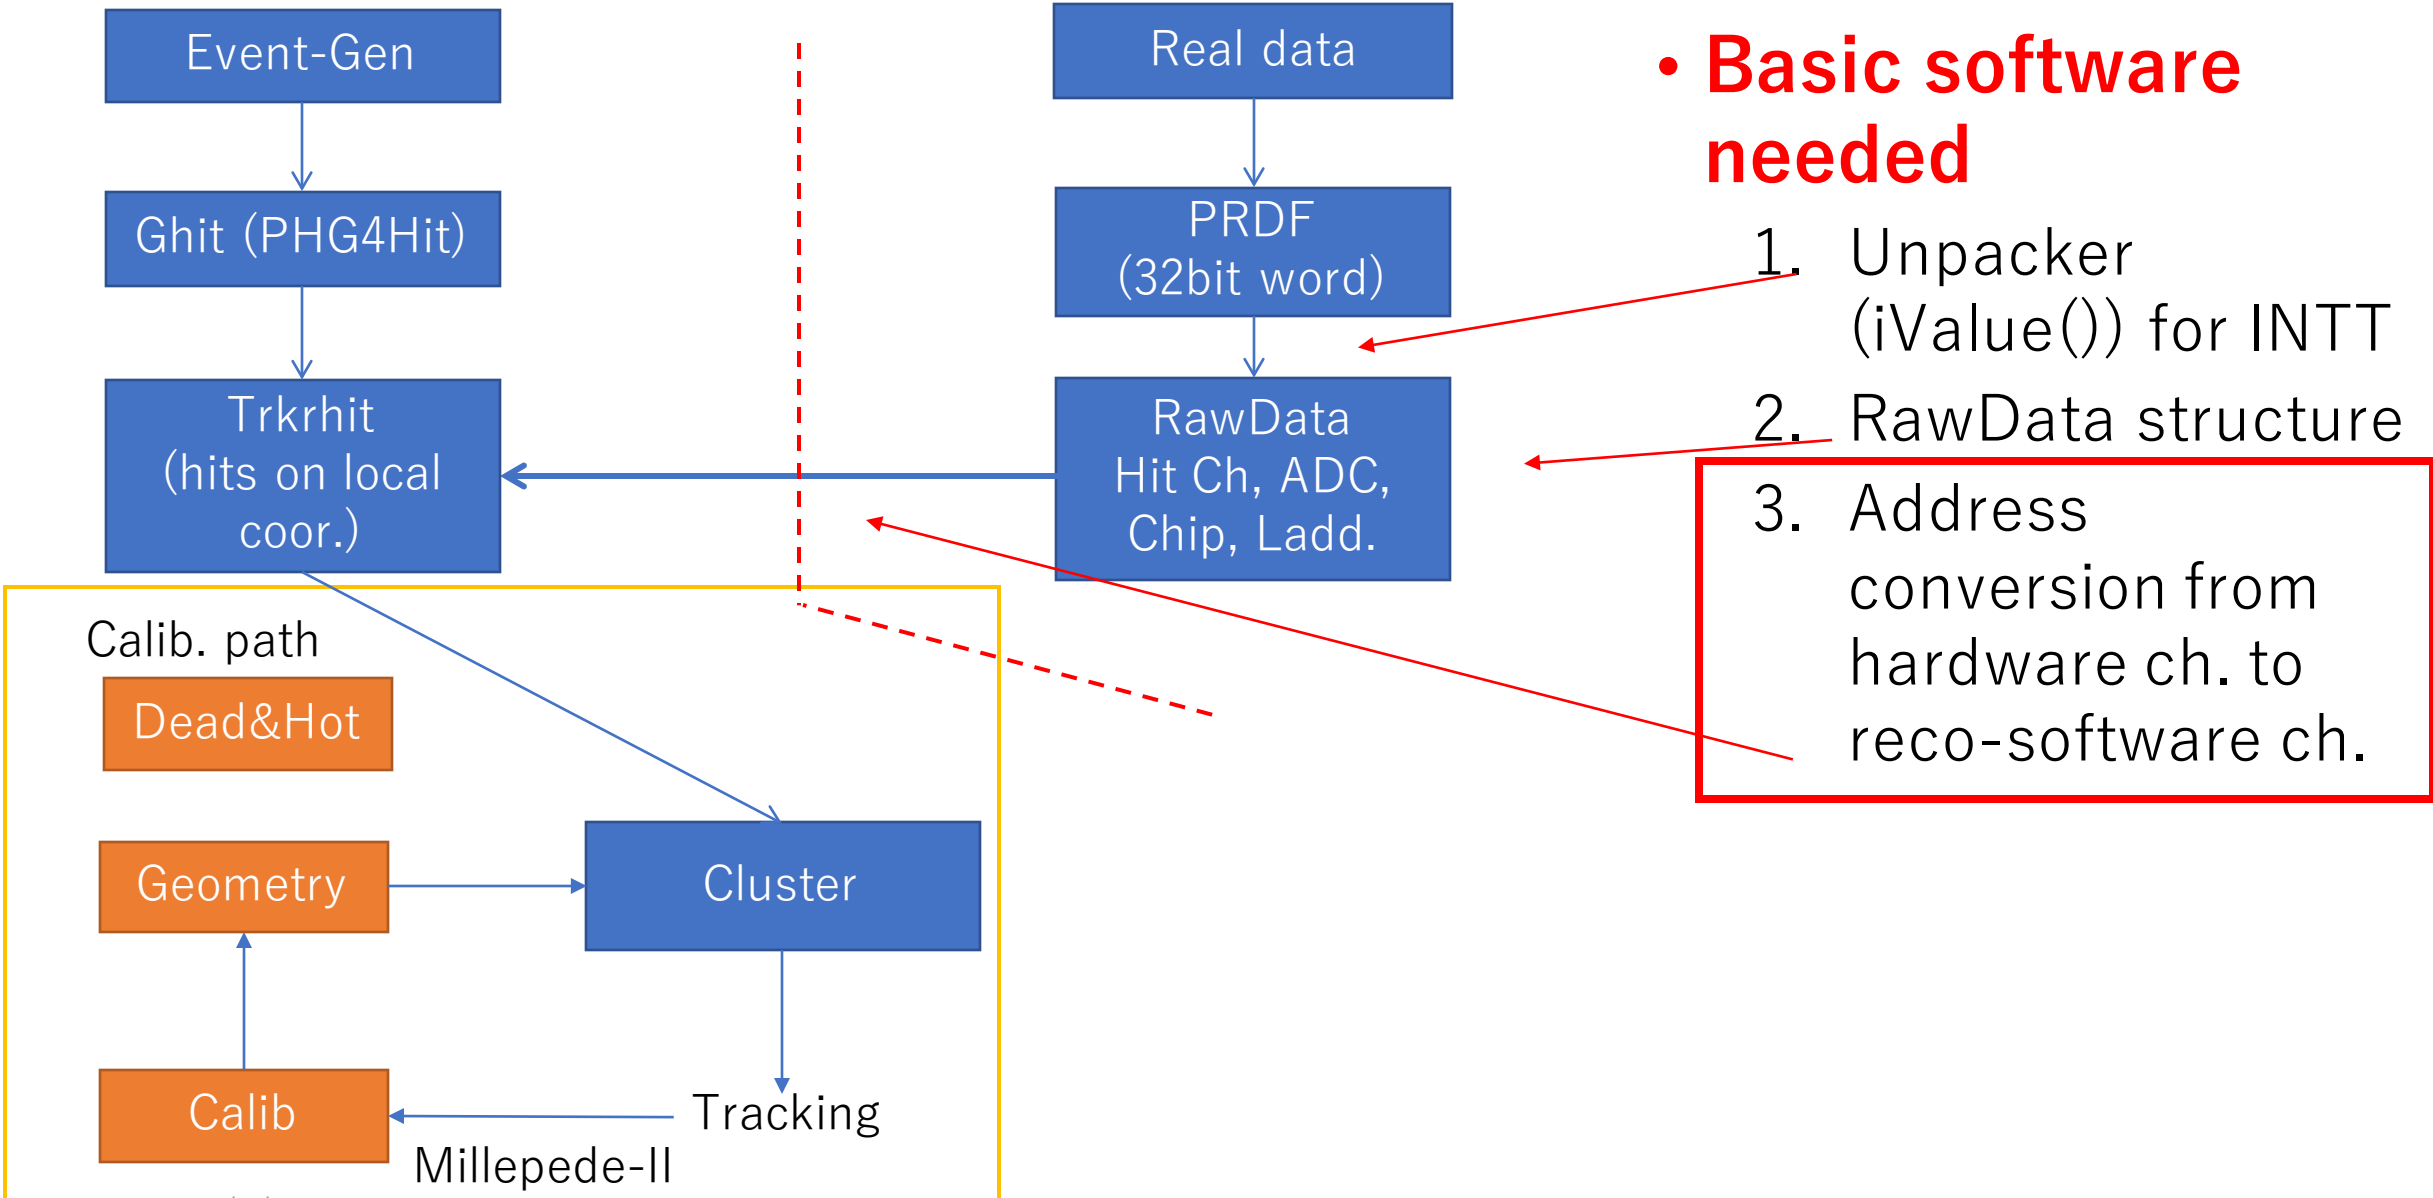 Event-Gen
Ghit (PHG4Hit)
Trkrhit
(hits on local
coor.)
Real data
PRDF
(32bit word)
RawData
Hit Ch, ADC,
Chip, Ladd.
• Basic software
needed
1. Unpacker
(iValue()) for INTT
2. RawData structure
3. Address
conversion from
hardware ch. to
reco-software ch.
Calib. path
Dead&Hot
Geometry
Cluster
Calib
Tracking
Millepede-II